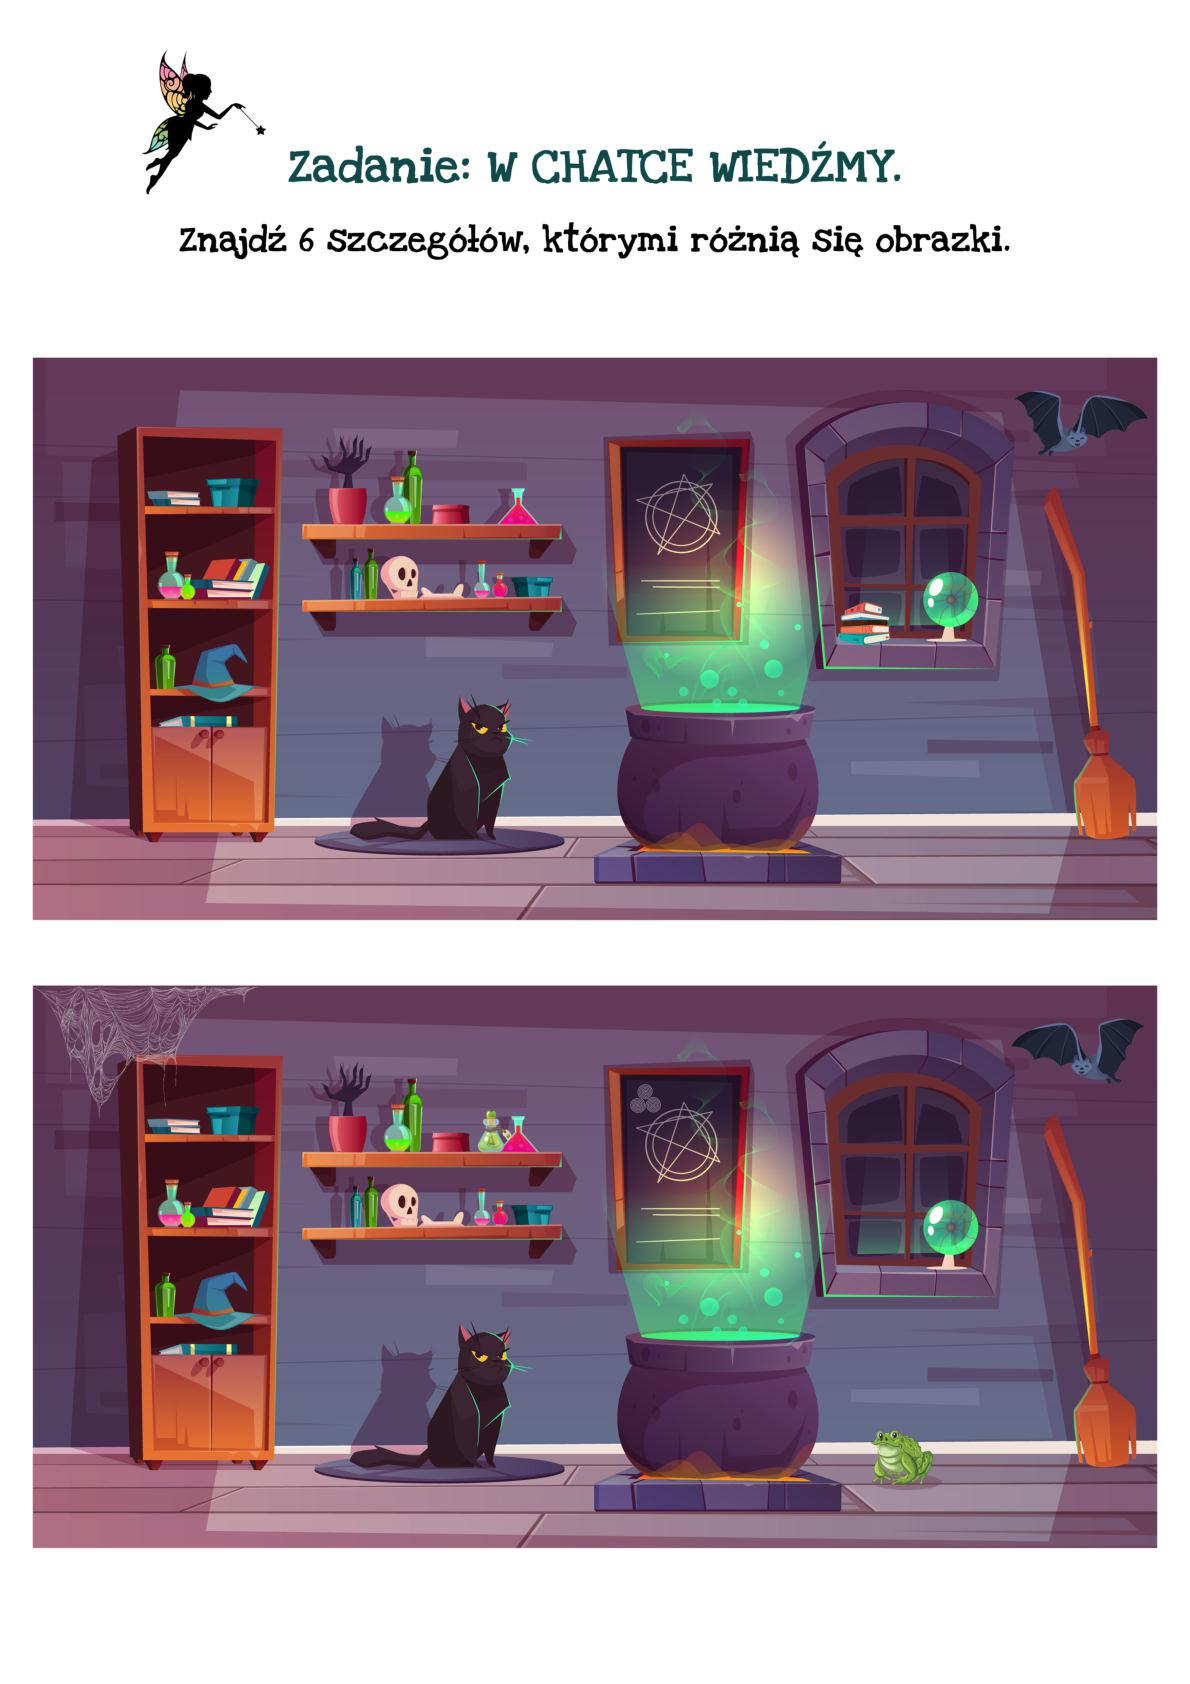 Zadanie: W CHATCE WIEDŹMY.
Znajdź 6 szczegółów, którymi różnią się obrazki.